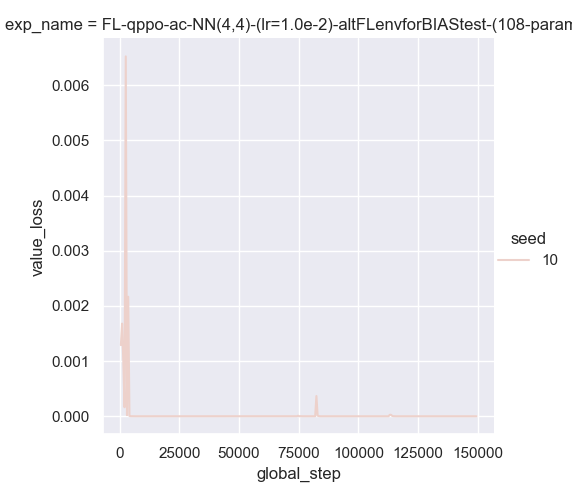 exp_name = FL-qppo-ac-NN(4,4)-(lr=1.0e-2)-altFLenvforBIAStest-(108-param
0.006
0.005
0.004
0.003
0.002
0.001
0.000
value_loss
seed
10
0 25000 50000 75000 100000 125000 150000
global_step